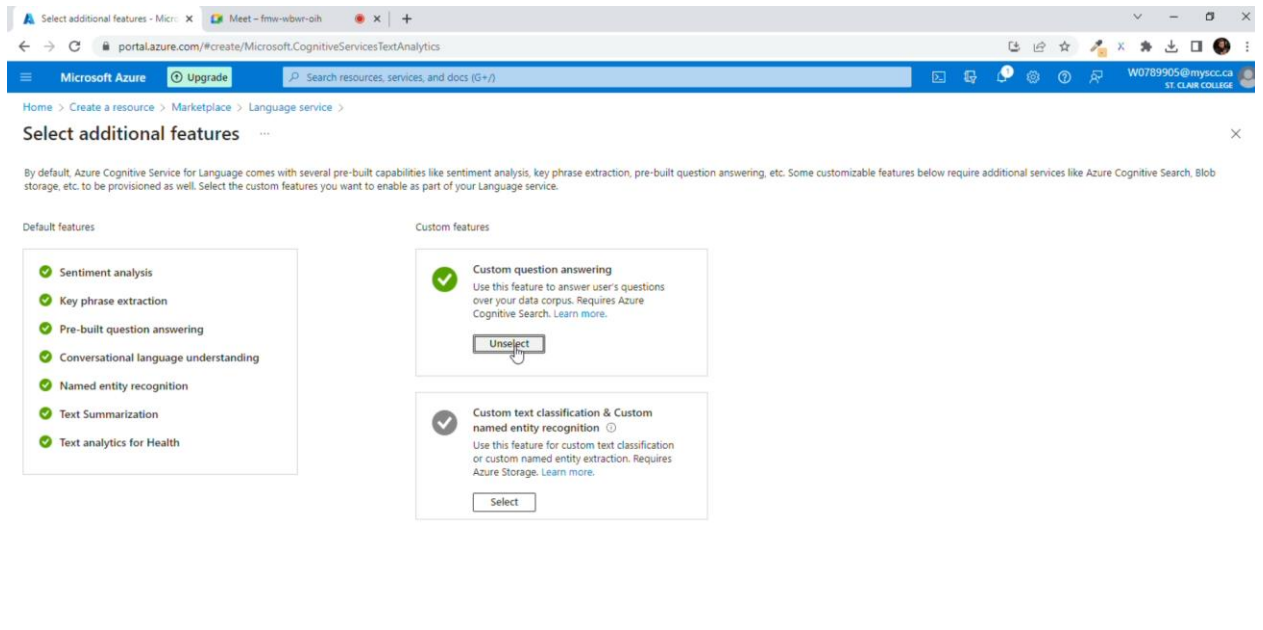 Select additional features - Micro
Meet – fmw-wbwr-oih
portal.azure.com/#create/Microsoft.CognitiveServicesTextAnalytics
Microsoft Azure
Upgrade
Search resources, services, and docs (G+/)
1
W0789905@myscc.ca
ST. CLAIR COLLEGE
Home > Create a resource > Marketplace > Language service >
Select additional features ...
By default, Azure Cognitive Service for Language comes with several pre-built capabilities like sentiment analysis, key phrase extraction, pre-built question answering, etc. Some customizable features below require additional services like Azure Cognitive Search, Blob
storage, etc. to be provisioned as well. Select the custom features you want to enable as part of your Language service.
Default features
Sentiment analysis
Key phrase extraction
Pre-built question answering
Conversational language understanding
Named entity recognition
Text Summarization
Text analytics for Health
Custom features
Custom question answering
Use this feature to answer user's questions
over your data corpus. Requires Azure
Cognitive Search. Learn more.
Unselect
Custom text classification & Custom
named entity recognition
Use this feature for custom text classification
or custom named entity extraction. Requires
Azure Storage. Learn more.
Select